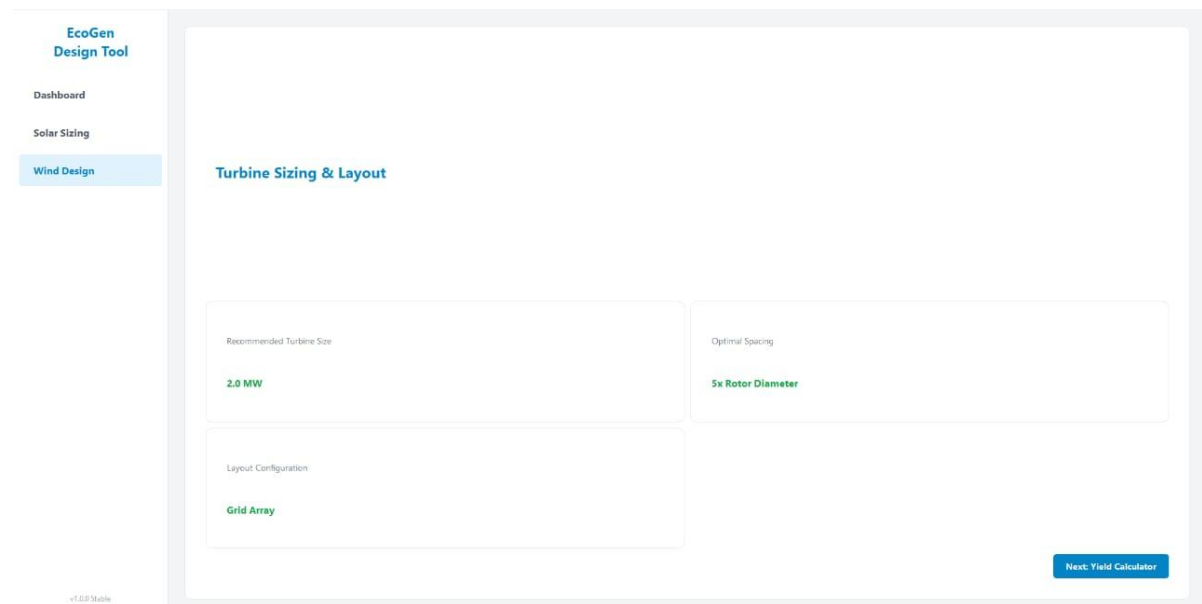 EcoGen
Design Tool
Dashboard
Solar Sizing
Wind Design
v1.0.0 Stable
Turbine Sizing & Layout
Recommended Turbine Size
2.0 MW
Optimal Spacing
5x Rotor Diameter
Layout Configuration
Grid Array
Next: Yield Calculator